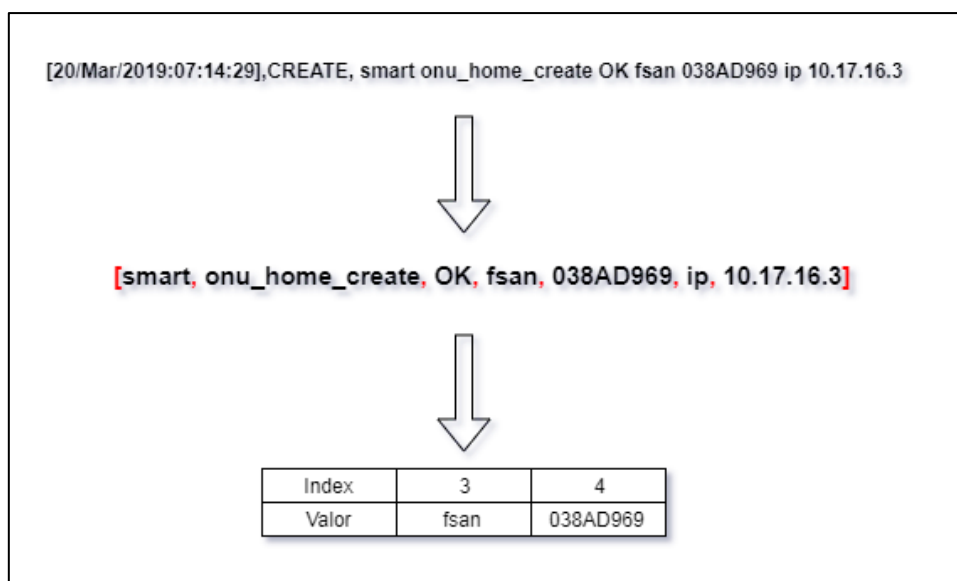 [20/Mar/2019:07:14:29],CREATE, smart onu_home_create OK fsan 038AD969 ip 10.17.16.3
[smart, onu_home_create, OK, fsan, 038AD969, ip, 10.17.16.3]
Index 3 4
Valor fsan 038AD969